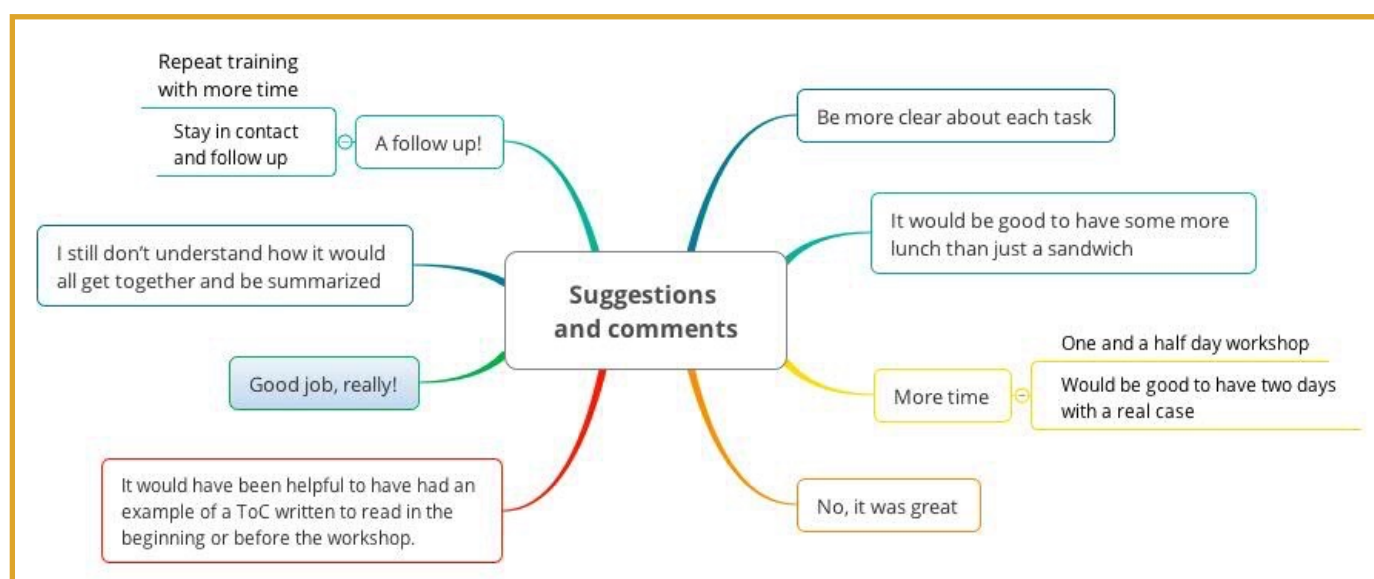 Suggestions
and comments
Be more clear about each task
It would be good to have some more
lunch than just a sandwich
More time
One and a half day workshop
Would be good to have two days
with a real case
No, it was great
A follow up!
Repeat training
with more time
Stay in contact
and follow up
I still don’t understand how it would
all get together and be summarized
Good job, really!
It would have been helpful to have had an
example of a ToC written to read in the
beginning or before the workshop.